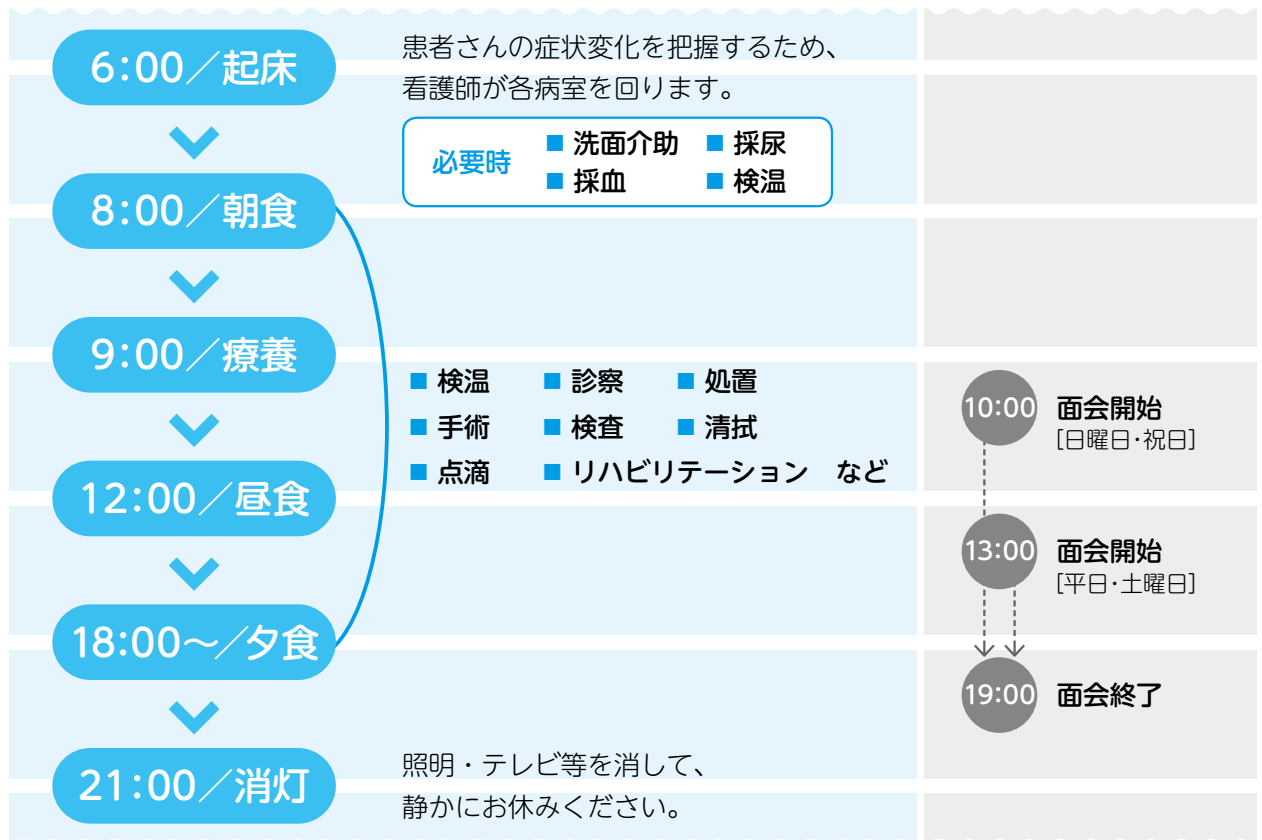 6:00／起床
患者さんの症状変化を把握するため、
看護師が各病室を回ります。
必要時
■ 洗面介助 ■ 採尿
■ 採血 ■ 検温
8:00／朝食
9:00／療養
■ 検温 ■ 診察 ■ 処置
■ 手術 ■ 検査 ■ 清拭
■ 点滴 ■ リハビリテーション　など
12:00／昼食
18:00〜／夕食
21:00／消灯
照明・テレビ等を消して、
静かにお休みください。
10:00 面会開始
[日曜日・祝日]
13:00 面会開始
[平日・土曜日]
19:00 面会終了